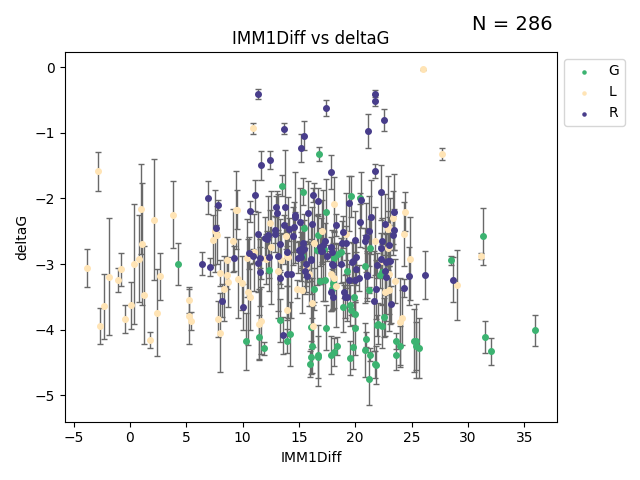 N = 286
IMM1Diff vs deltaG
G
L
R
deltaG
0
−1
−2
−3
−4
−5
−5 0 5 10 15 20 25 30 35
IMM1Diff